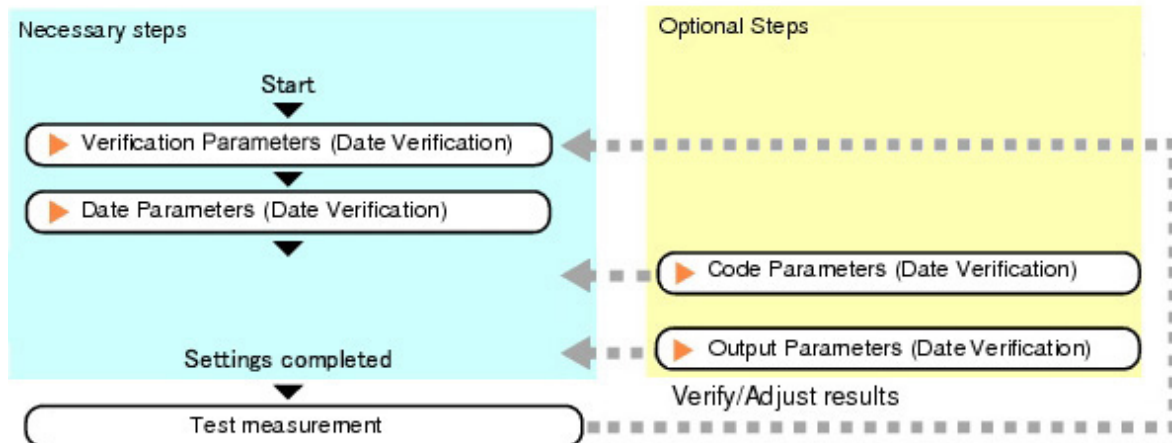 Necessary steps
Optional Steps
Start
Verification Parameters (Date Verification)
Date Parameters (Date Verification)
Code Parameters (Date Verification)
Output Parameters (Date Verification)
Settings completed
Verify/Adjust results
Test measurement